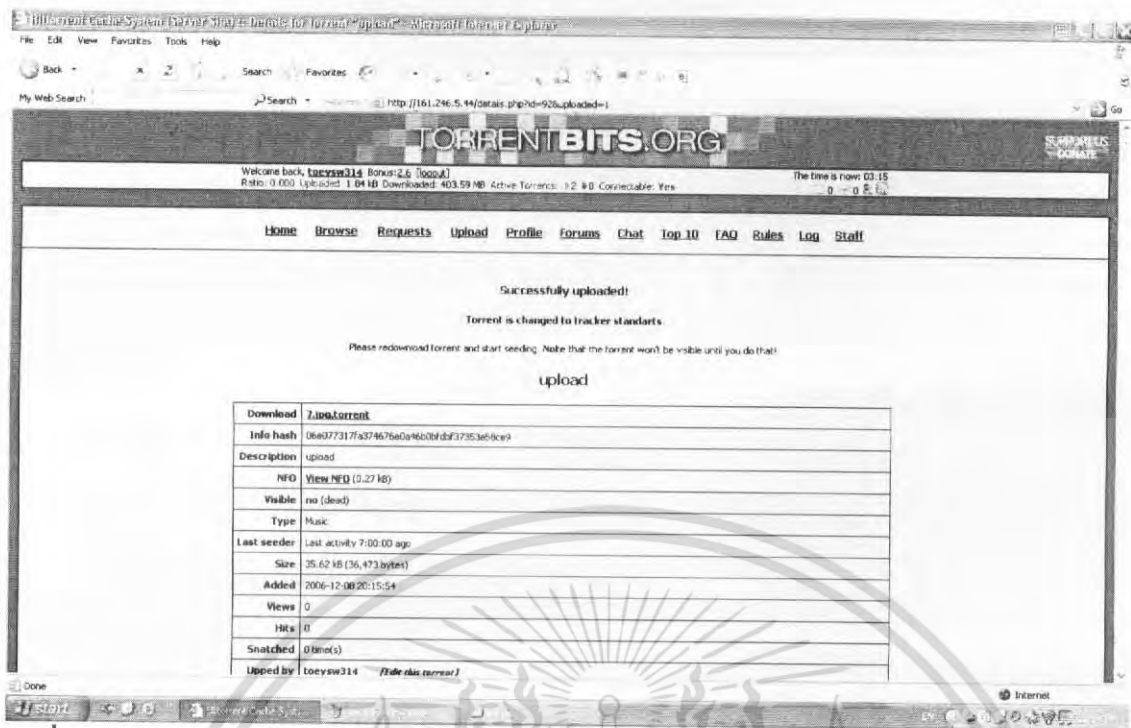 File Edit View Favorites Tools Help
Back Search Favorites
My Web Search Search http://161.246.5.44/details.php?id=92&uploaded=1 Go
TORRENTBITS.ORG
SUPPORT US
DONATE
Welcome back, toeysw314 Bonus:2.6 [logout]
The time is now: 03:15
Ratio: 0.000 Uploaded: 1.84 kB Downloaded: 403.59 MB Active Torrents: 2 0 Connectable: Yes
Home Browse Requests Upload Profile Forums Chat Top 10 FAQ Rules Log Staff
Successfully uploaded!
Torrent is changed to tracker standarts
Please redownload torrent and start seeding. Note that the torrent won't be visible until you do that!
upload
Download 7.jpg.torrent
Info hash
Description upload
NFO View NFO (0.27 kB)
Visible no (dead)
Type Music
Last seeder Last activity 7:00:00 ago
Size 35.62 kB (36,473 bytes)
Added 2006-12-08 20:15:54
Views 0
Hits 0
Snatched 0 time(s)
Upped by toeysw314 [Edit this torrent]
Done Internet
start